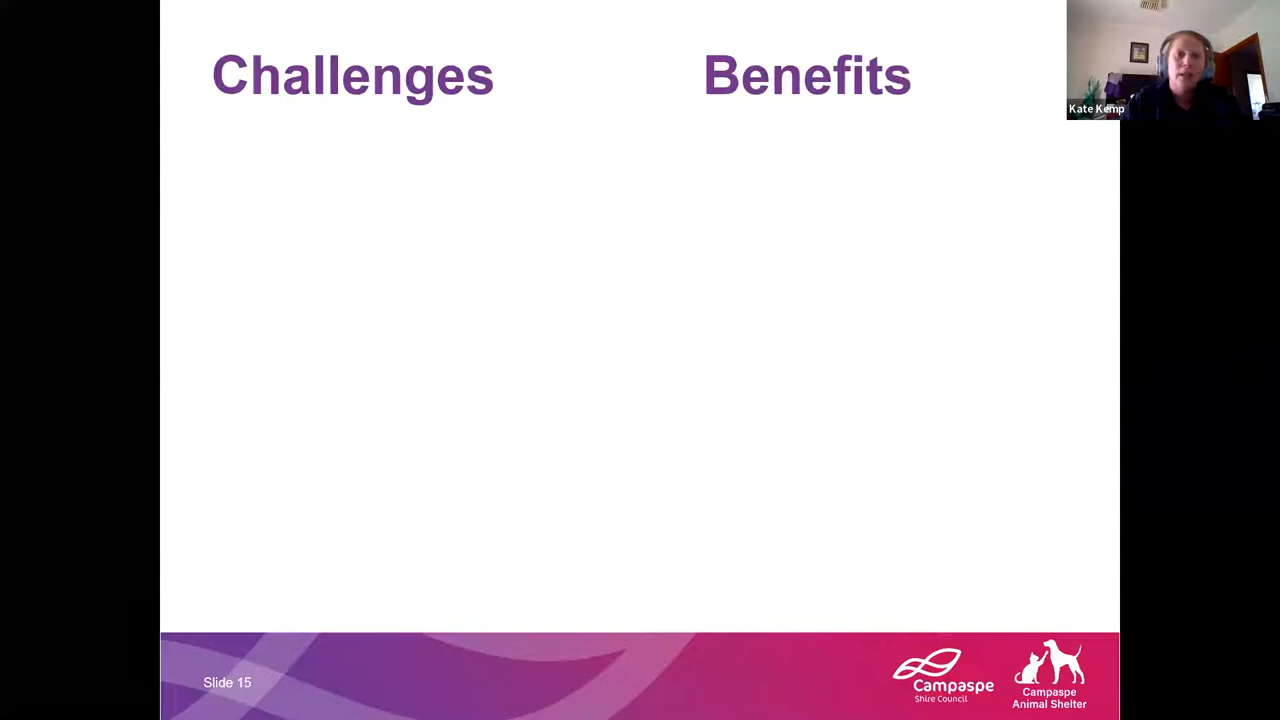 Challenges
Benefits
Kate Kemp
Slide 15
Campaspe
Shire Council
Campaspe
Animal Shelter